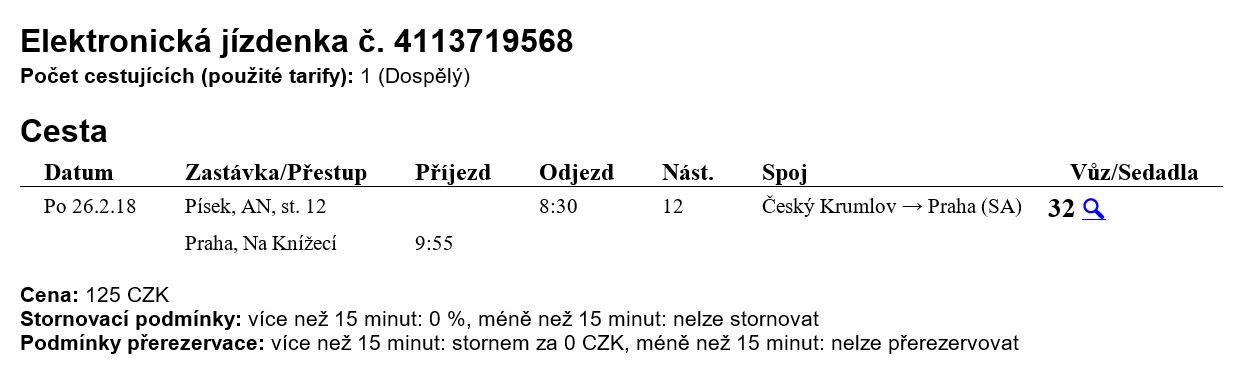 Elektronická jízdenka č. 4113719568
Počet cestujících (použité tarify): 1 (Dospělý)
Cesta
Datum Zastávka/Přestup Příjezd Odjezd Nást. Spoj Vůz/Sedadla
Po 26.2.18 Písek, AN, st. 12 8:30 12 Český Krumlov → Praha (SA) 32
Praha, Na Knížecí 9:55
Cena: 125 CZK
Stornovací podmínky: více než 15 minut: 0 %, méně než 15 minut: nelze stornovat
Podmínky přerezervace: více než 15 minut: stornem za 0 CZK, méně než 15 minut: nelze přerezervovat